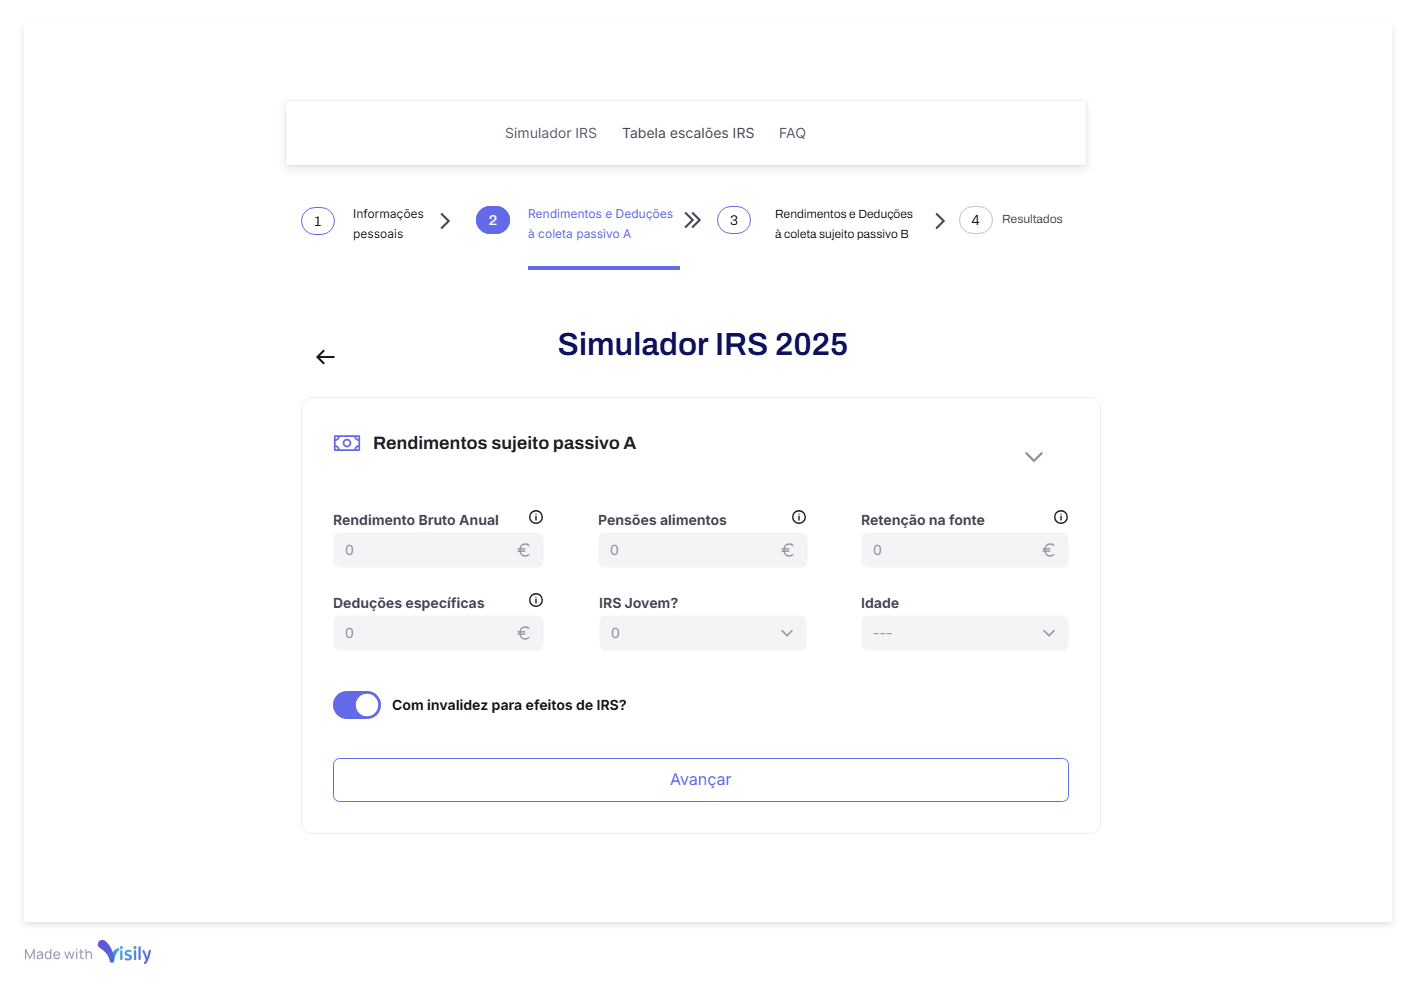 Simulador IRS Tabela escalões IRS FAQ
1 Informações pessoais
2 Rendimentos e Deduções à coleta passivo A
3 Rendimentos e Deduções à coleta sujeito passivo B
4 Resultados
Simulador IRS 2025
Rendimentos sujeito passivo A
Rendimento Bruto Anual
0 €
Pensões alimentos
0 €
Retenção na fonte
0 €
Deduções específicas
0 €
IRS Jovem?
0
Idade
---
Com invalidez para efeitos de IRS?
Avançar
Made with Visily